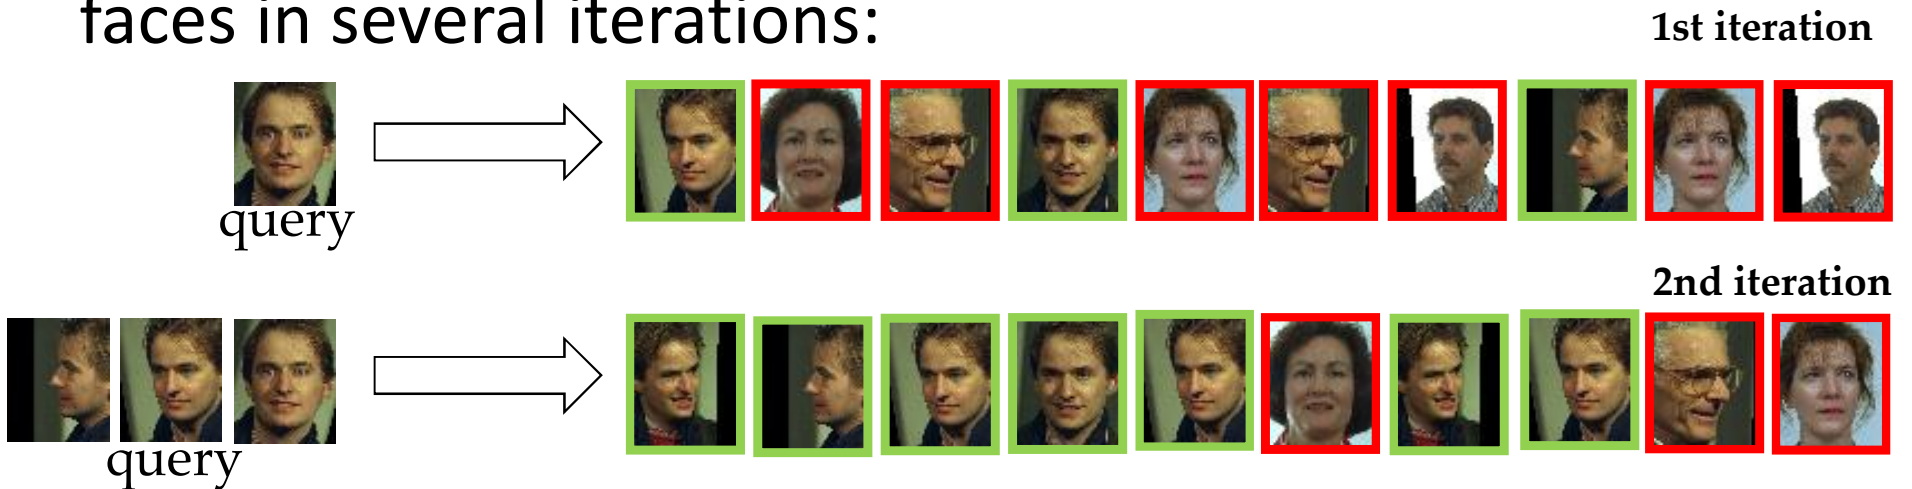 faces in several iterations:
1st iteration
query
2nd iteration
query